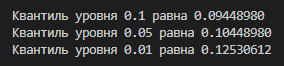 Квантиль уровня 0.1 равна 0.09448980
Квантиль уровня 0.05 равна 0.10448980
Квантиль уровня 0.01 равна 0.12530612